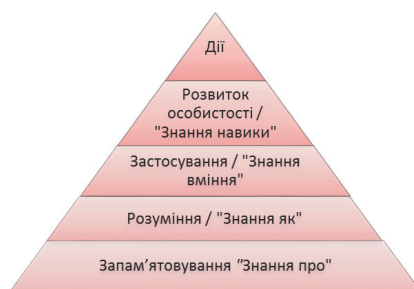 Дії
Розвиток
особистості /
"Знання навики"
Застосування / "Знання
вміння"
Розуміння / "Знання як"
Запам’ятовування "Знання про"